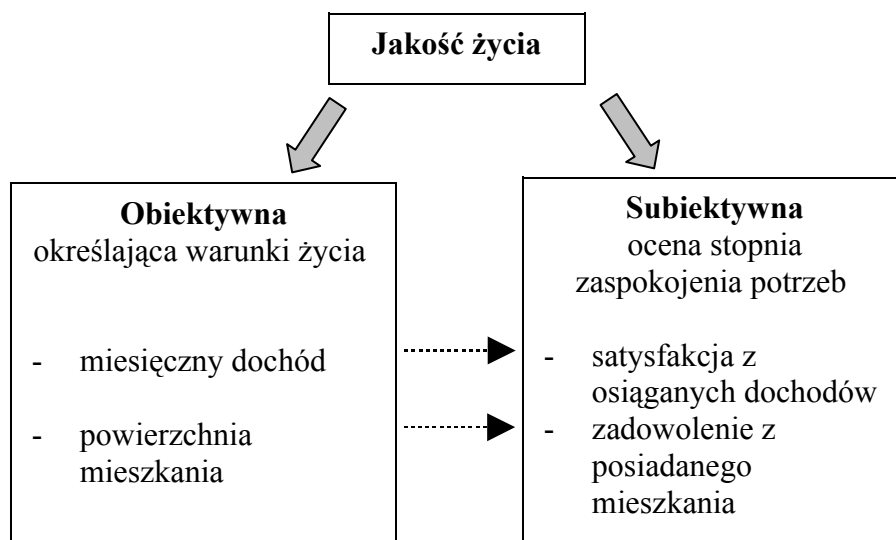 Jakość życia
Obiektywna
określająca warunki życia
- miesięczny dochód
- powierzchnia
mieszkania
Subiektywna
ocena stopnia
zaspokojenia potrzeb
- satysfakcja z
osiąganych dochodów
- zadowolenie z
posiadanego
mieszkania